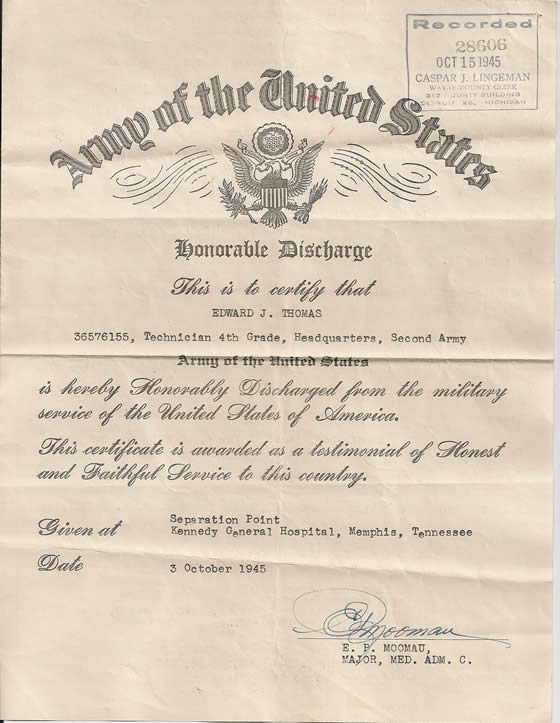 Recorded
28606
OCT 15 1945
CASPAR J. LINGEMAN
WAYNE COUNTY CLERK
212 COUNTY BUILDING
DETROIT 26, MICHIGAN
Army of the United States
Honorable Discharge
This is to certify that
EDWARD J. THOMAS
36576155, Technician 4th Grade, Headquarters, Second Army
Army of the United States
is hereby Honorably Discharged from the military
service of the United States of America.
This certificate is awarded as a testimonial of Honest
and Faithful Service to this country.
Given at Separation Point
Kennedy General Hospital, Memphis, Tennessee
Date 3 October 1945
E P Moomau
E. P. MOOMAU,
MAJOR, MED. ADM. C.